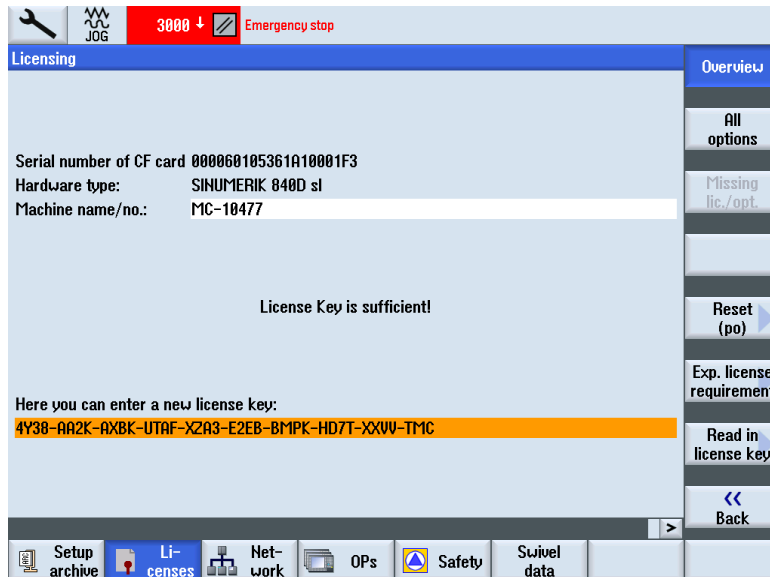 JOG
3000 ↓ Emergency stop
Licensing
Overview
All
options
Serial number of CF card 000060105361A10001F3
Hardware type: SINUMERIK 840D sl
Machine name/no.: MC-10477
Missing
lic./opt.
License Key is sufficient!
Reset
(po)
Exp. license
requirement
Here you can enter a new license key:
4Y38-AA2K-AXBK-UTAF-XZA3-E2EB-BMPK-HD7T-XXVV-TMC
Read in
license key
<<
Back
>
Setup
archive
Li-
censes
Net-
work
OPs
Safety
Swivel
data